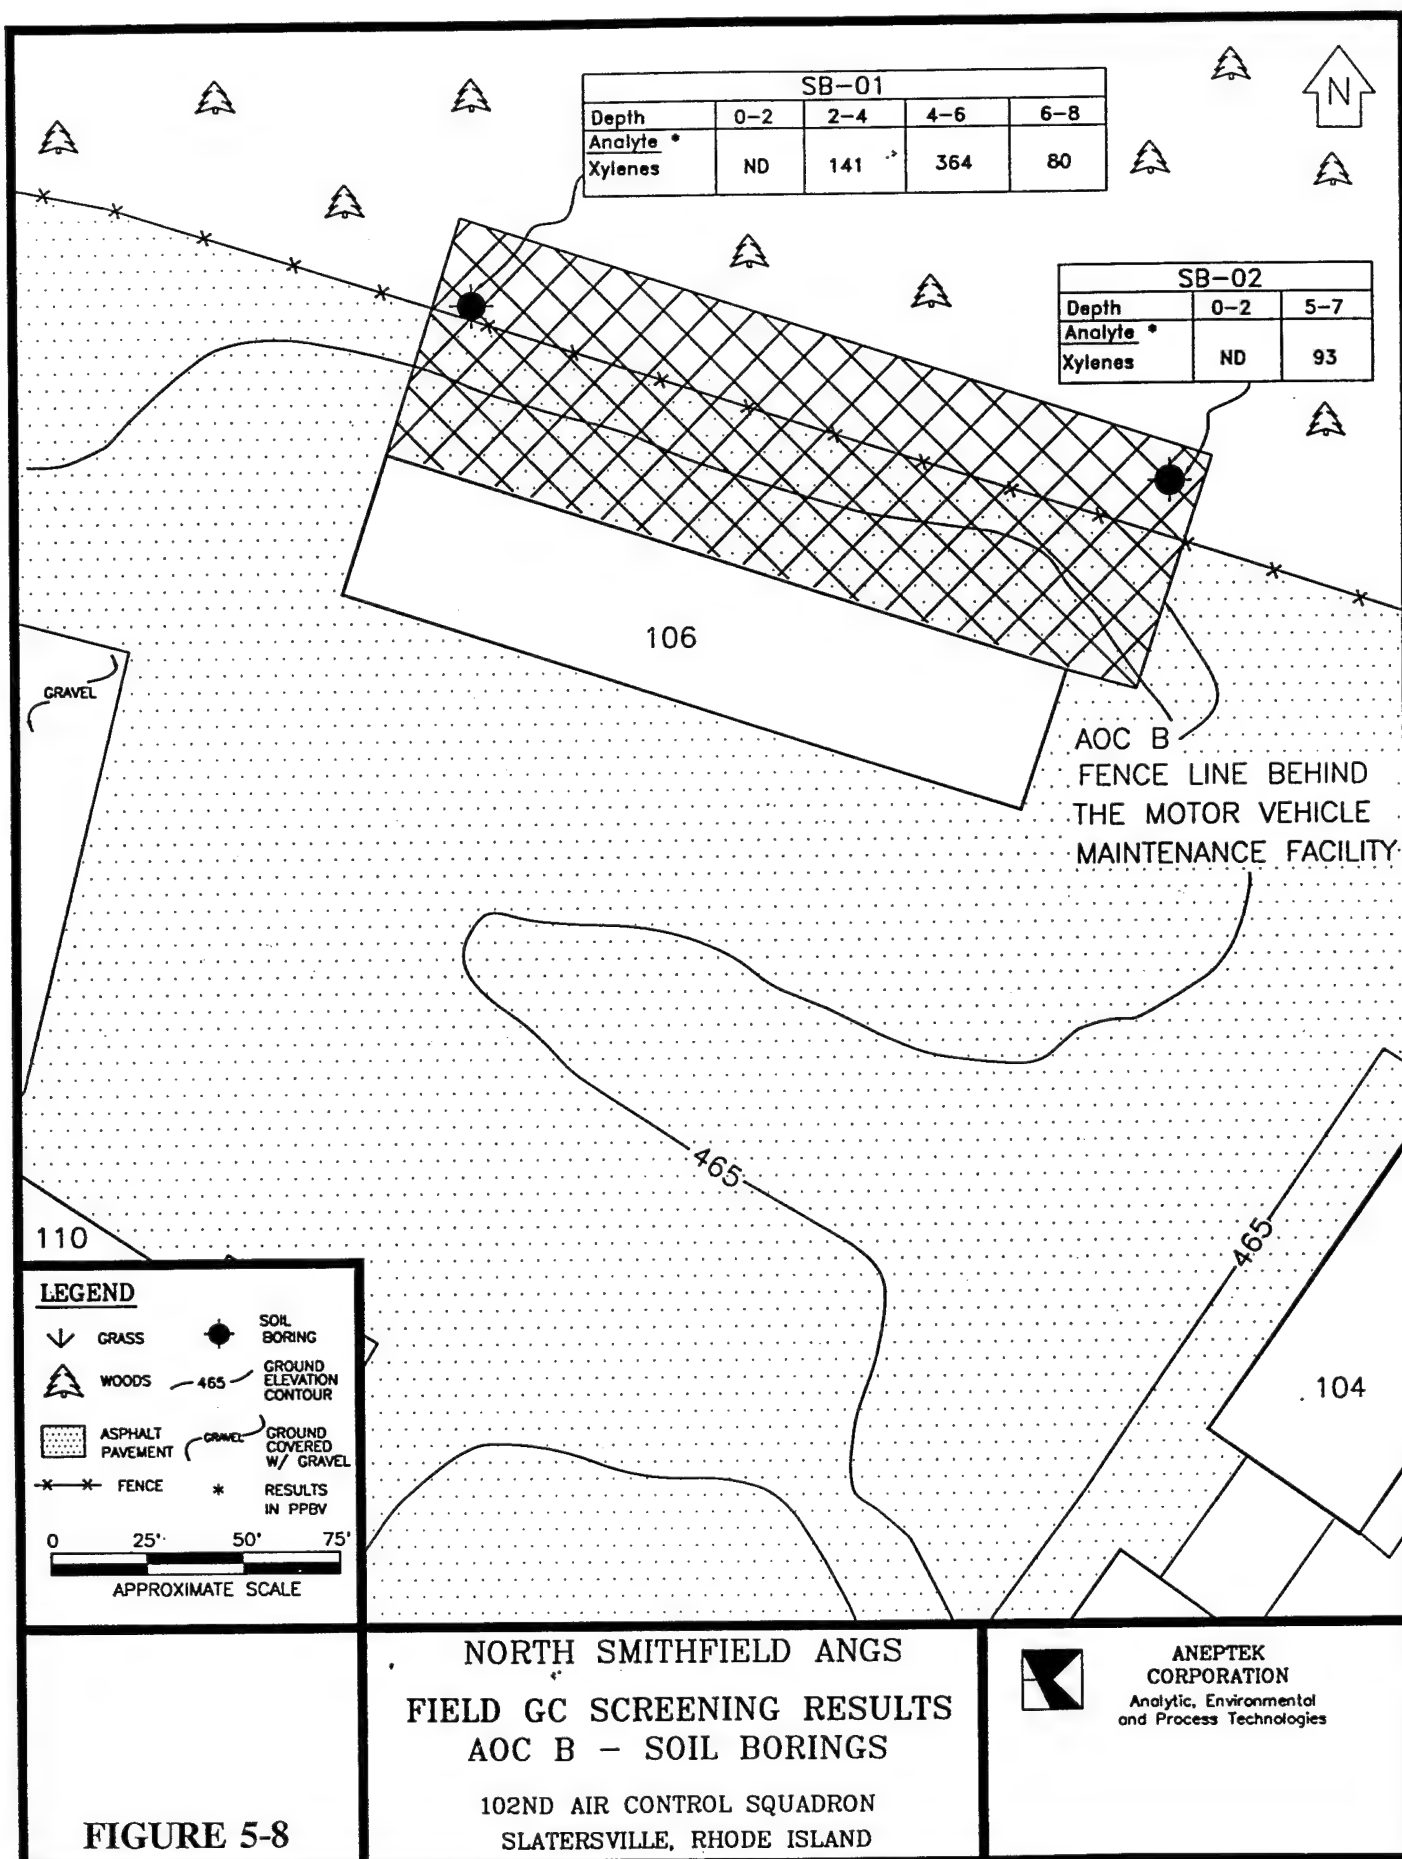 N
SB-01
Depth 0-2 2-4 4-6 6-8
Analyte *
Xylenes ND 141 364 80
SB-02
Depth 0-2 5-7
Analyte *
Xylenes ND 93
106
GRAVEL
AOC B
FENCE LINE BEHIND
THE MOTOR VEHICLE
MAINTENANCE FACILITY
465
465
110
104
LEGEND
GRASS
SOIL
BORING
WOODS
465
GROUND
ELEVATION
CONTOUR
ASPHALT
PAVEMENT
GRAVEL
GROUND
COVERED
W/ GRAVEL
FENCE
* RESULTS
IN PPBV
0 25' 50' 75'
APPROXIMATE SCALE
FIGURE 5-8
NORTH SMITHFIELD ANGS
FIELD GC SCREENING RESULTS
AOC B - SOIL BORINGS
102ND AIR CONTROL SQUADRON
SLATERSVILLE, RHODE ISLAND
ANEPTEK
CORPORATION
Analytic, Environmental
and Process Technologies